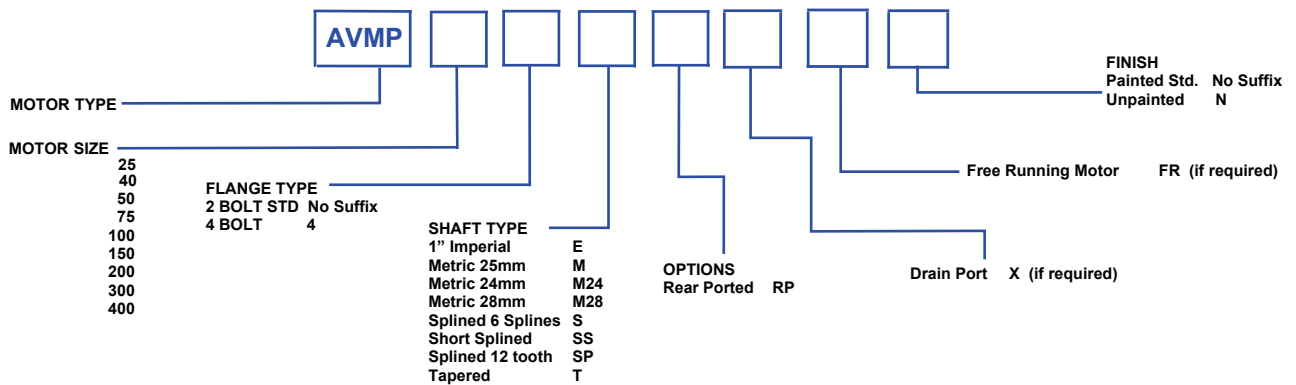 AVMP
MOTOR TYPE
MOTOR SIZE
25
40
50
75
100
150
200
300
400
FLANGE TYPE
2 BOLT STD No Suffix
4 BOLT 4
SHAFT TYPE
1” Imperial E
Metric 25mm M
Metric 24mm M24
Metric 28mm M28
Splined 6 Splines S
Short Splined SS
Splined 12 tooth SP
Tapered T
OPTIONS
Rear Ported RP
Drain Port X (if required)
Free Running Motor FR (if required)
FINISH
Painted Std. No Suffix
Unpainted N